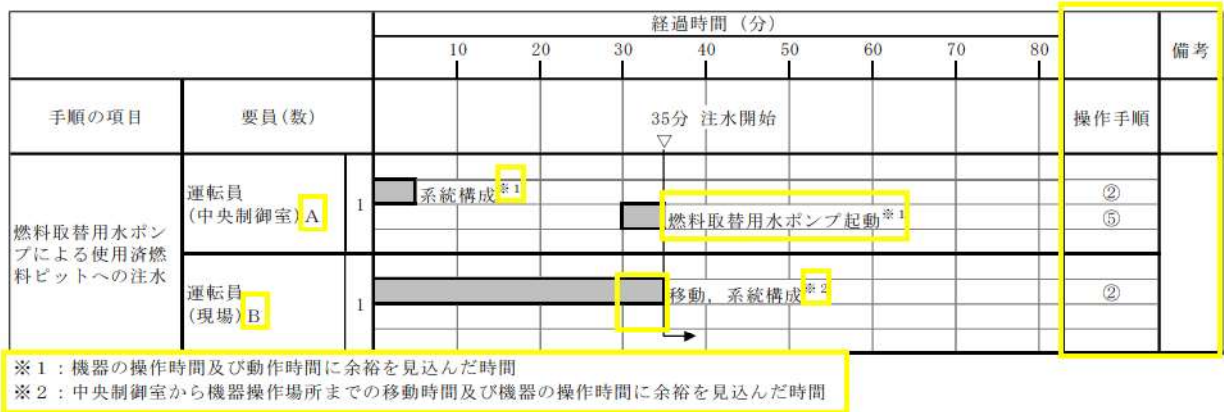 経過時間（分）
10 20 30 40 50 60 70 80
備考
手順の項目 要員(数) 35分 注水開始 操作手順
▽
燃料取替用水ポン
プによる使用済燃
料ピットへの注水
運転員
(中央制御室)A
1
系統構成※1
②
燃料取替用水ポンプ起動※1
⑤
運転員
(現場)B
1
移動，系統構成※2
②
※1：機器の操作時間及び動作時間に余裕を見込んだ時間
※2：中央制御室から機器操作場所までの移動時間及び機器の操作時間に余裕を見込んだ時間